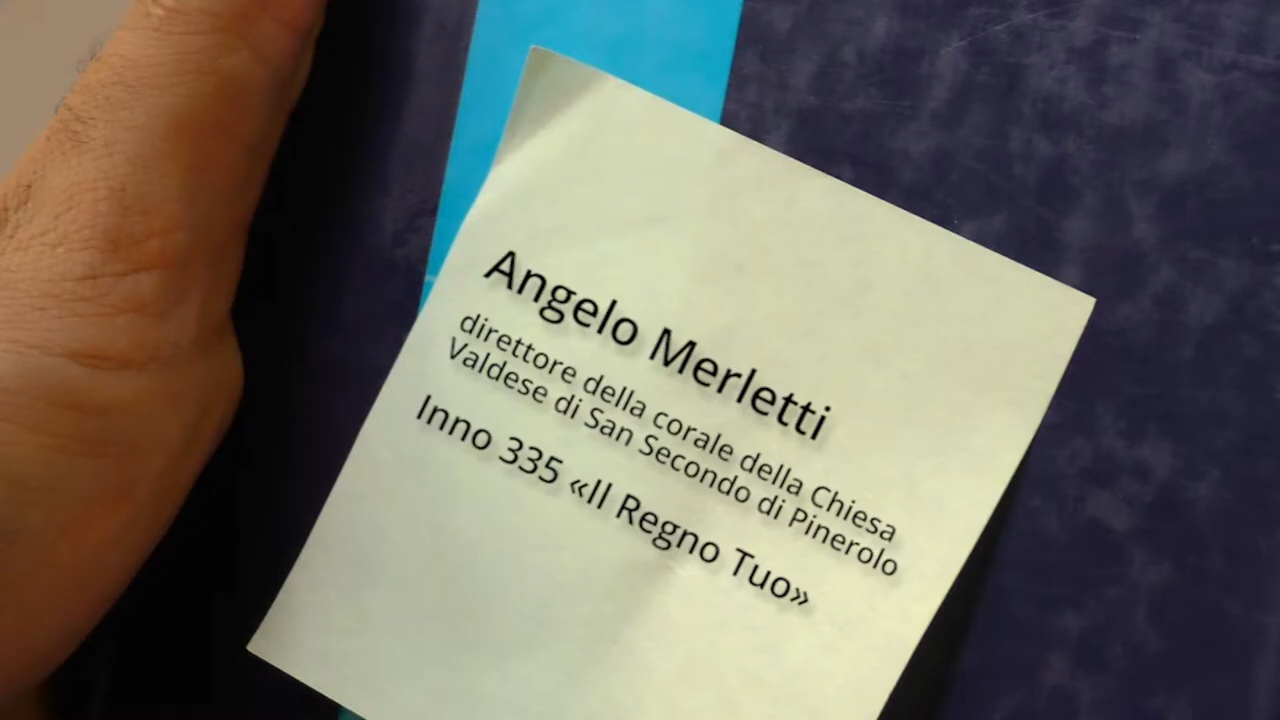 Angelo Merletti
direttore della corale della Chiesa
Valdese di San Secondo di Pinerolo
Inno 335 «Il Regno Tuo»